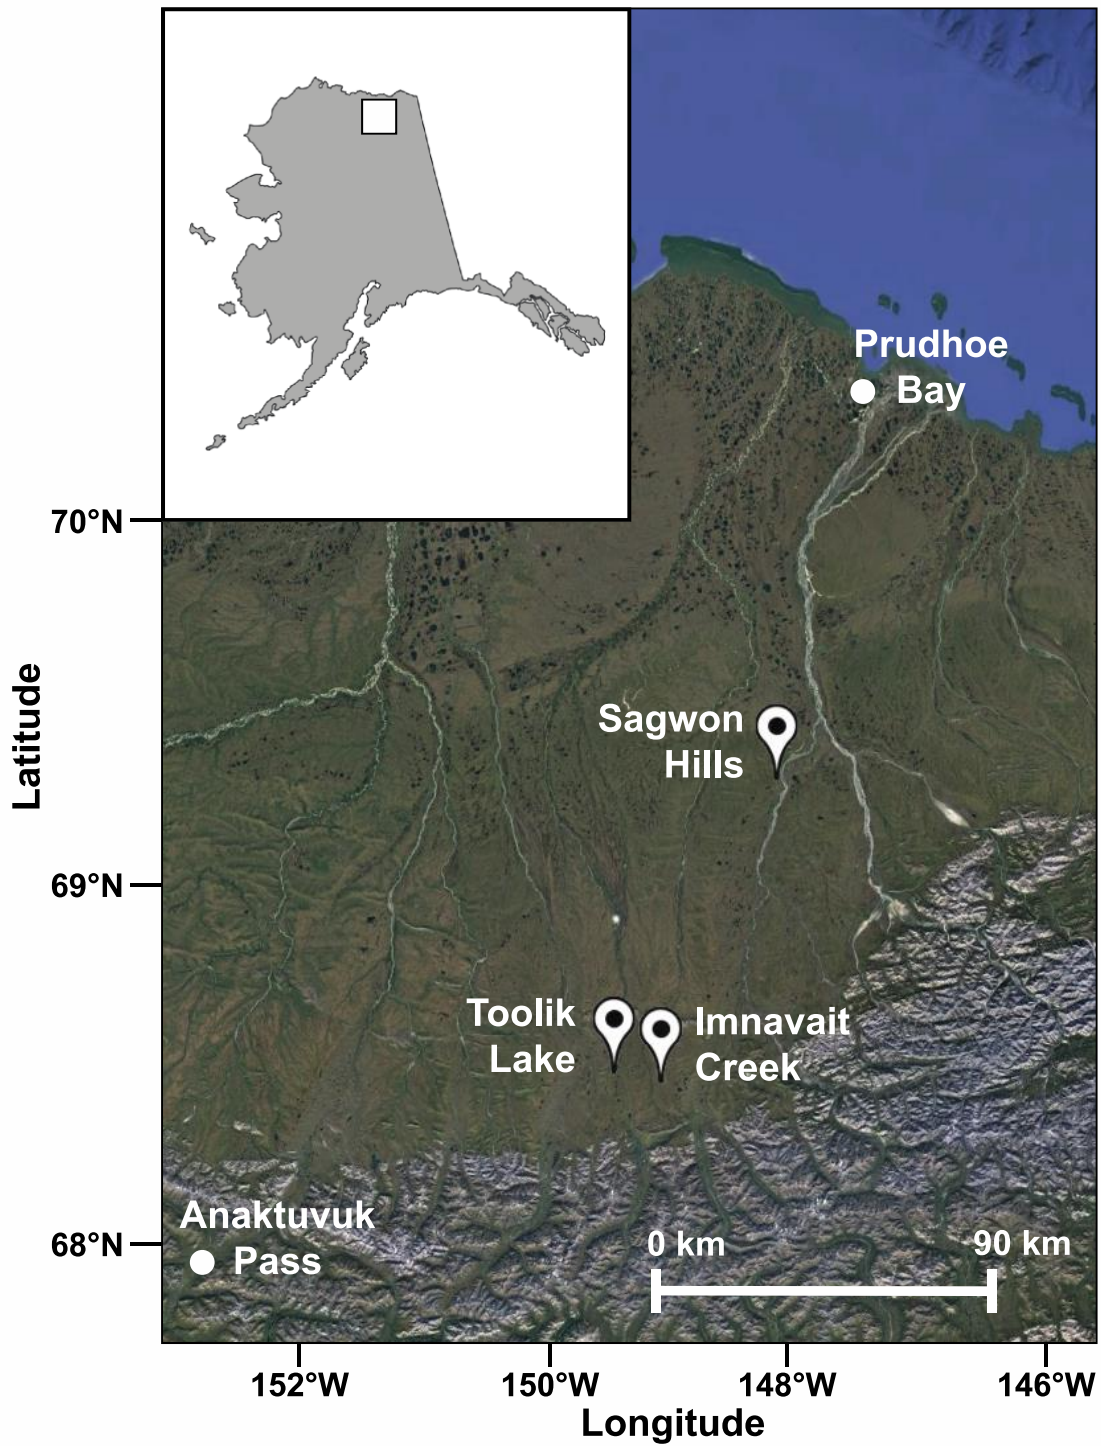 Prudhoe
Bay
70°N
Latitude
Sagwon
Hills
69°N
Toolik
Lake
Imnavait
Creek
Anaktuvuk
Pass
68°N
0 km
90 km
152°W
150°W
148°W
146°W
Longitude